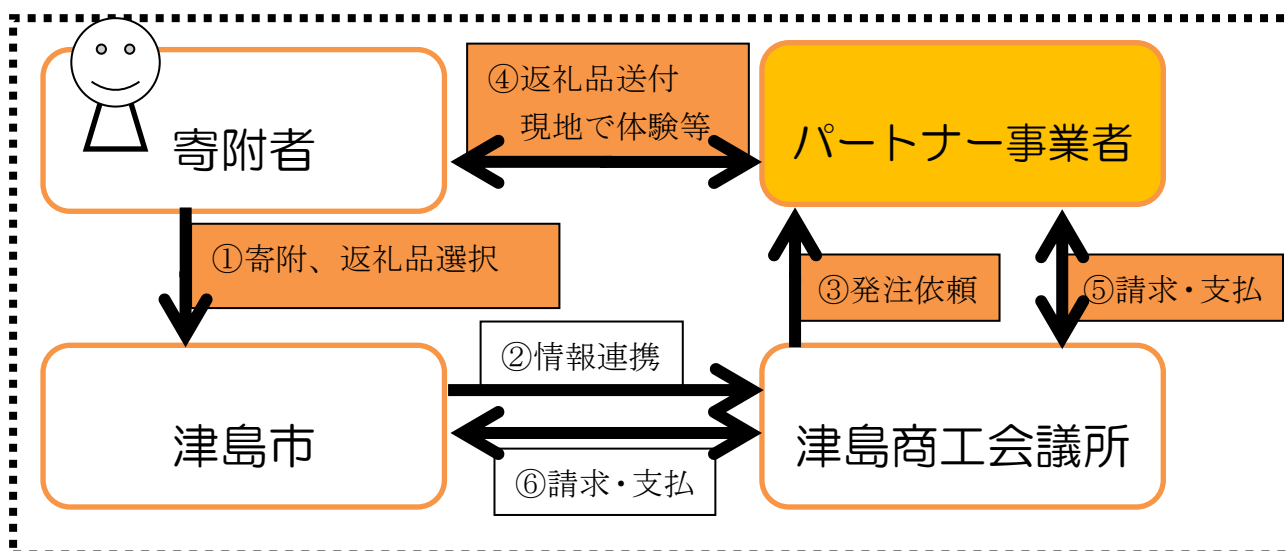 ④返礼品送付
現地で体験等
寄附者
パートナー事業者
①寄附、返礼品選択
③発注依頼
⑤請求・支払
②情報連携
津島市
津島商工会議所
⑥請求・支払